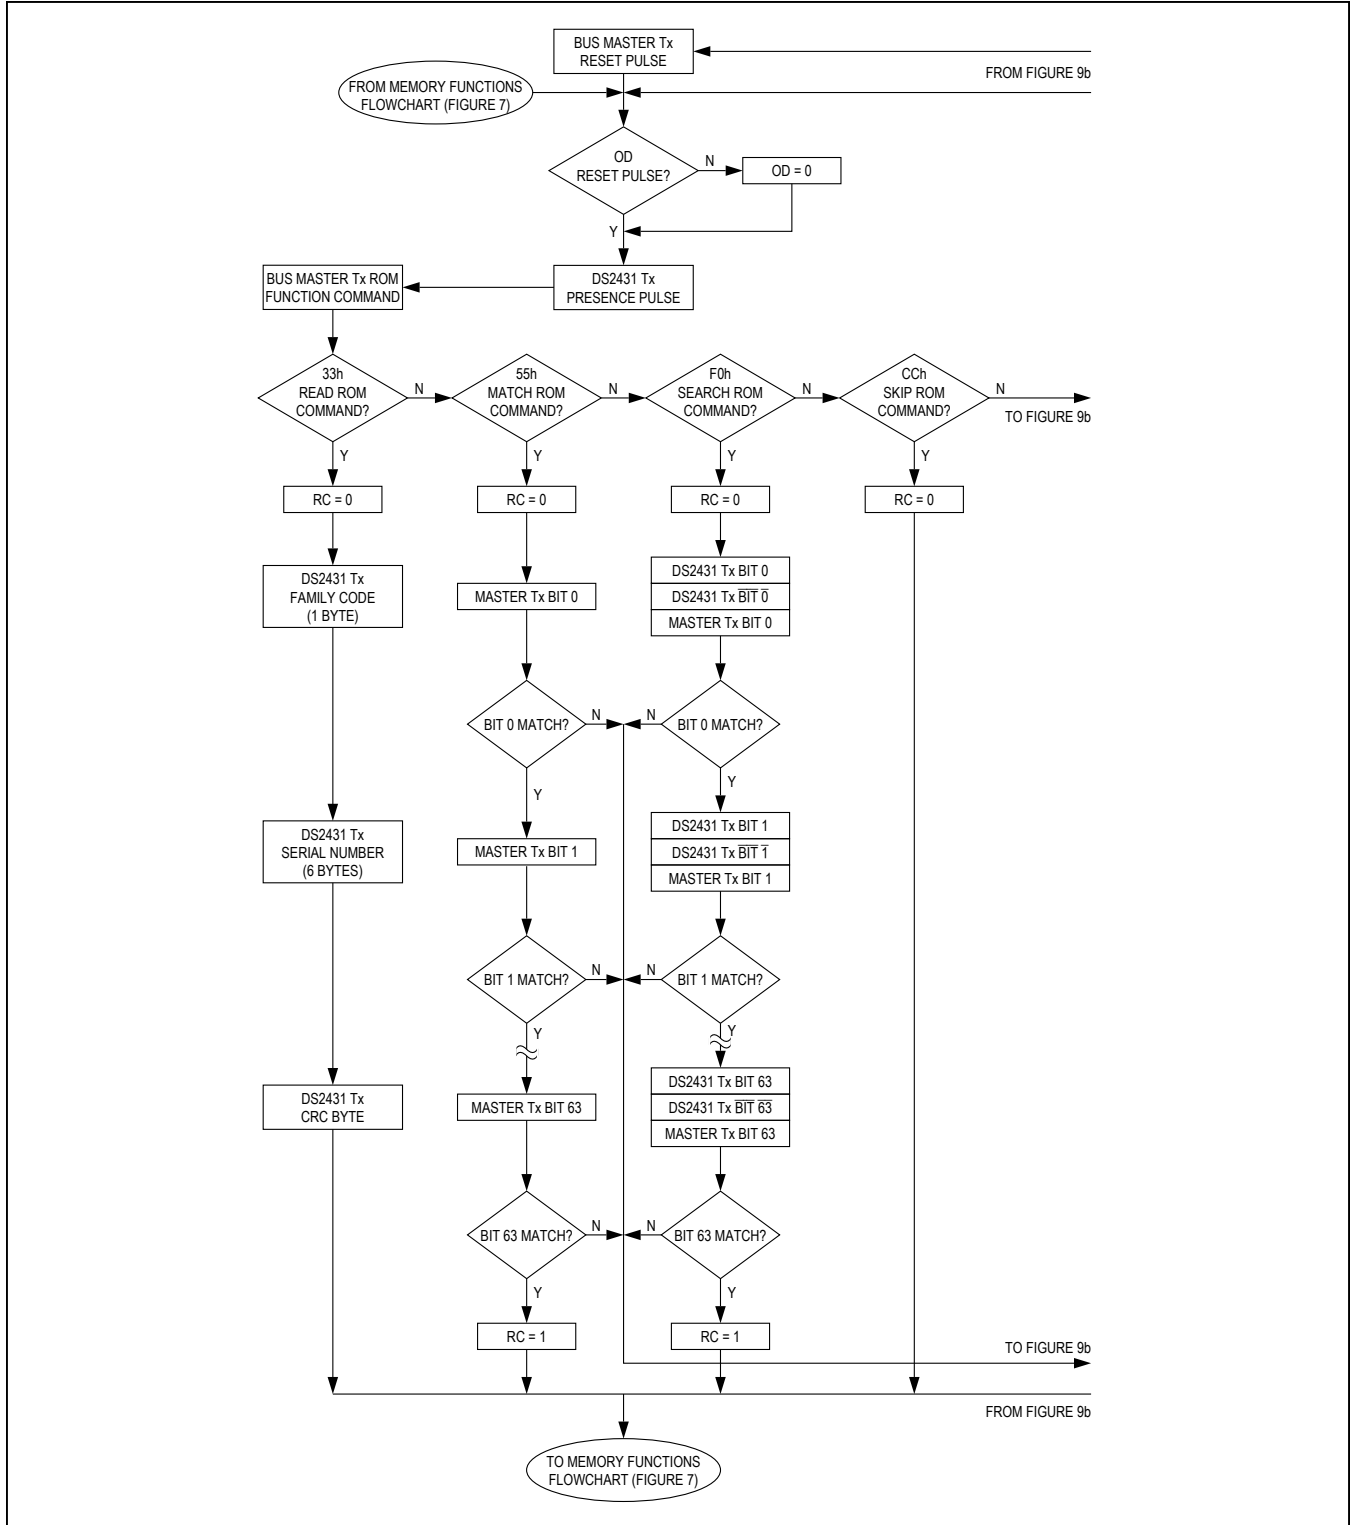 BUS MASTER Tx
RESET PULSE
FROM FIGURE 9b
FROM MEMORY FUNCTIONS
FLOWCHART (FIGURE 7)
OD
RESET PULSE?
N
OD = 0
Y
BUS MASTER Tx ROM
FUNCTION COMMAND
DS2431 Tx
PRESENCE PULSE
33h
READ ROM
COMMAND?
N
55h
MATCH ROM
COMMAND?
N
F0h
SEARCH ROM
COMMAND?
N
CCh
SKIP ROM
COMMAND?
N
TO FIGURE 9b
Y
Y
Y
Y
RC = 0
RC = 0
RC = 0
RC = 0
DS2431 Tx
FAMILY CODE
(1 BYTE)
MASTER Tx BIT 0
DS2431 Tx BIT 0
DS2431 Tx B̅I̅T̅ 0̅
MASTER Tx BIT 0
BIT 0 MATCH?
N
N
BIT 0 MATCH?
Y
Y
DS2431 Tx
SERIAL NUMBER
(6 BYTES)
MASTER Tx BIT 1
DS2431 Tx BIT 1
DS2431 Tx B̅I̅T̅ 1̅
MASTER Tx BIT 1
BIT 1 MATCH?
N
N
BIT 1 MATCH?
Y
Y
DS2431 Tx
CRC BYTE
MASTER Tx BIT 63
DS2431 Tx BIT 63
DS2431 Tx B̅I̅T̅ 6̅3̅
MASTER Tx BIT 63
BIT 63 MATCH?
N
N
BIT 63 MATCH?
Y
Y
RC = 1
RC = 1
TO FIGURE 9b
FROM FIGURE 9b
TO MEMORY FUNCTIONS
FLOWCHART (FIGURE 7)